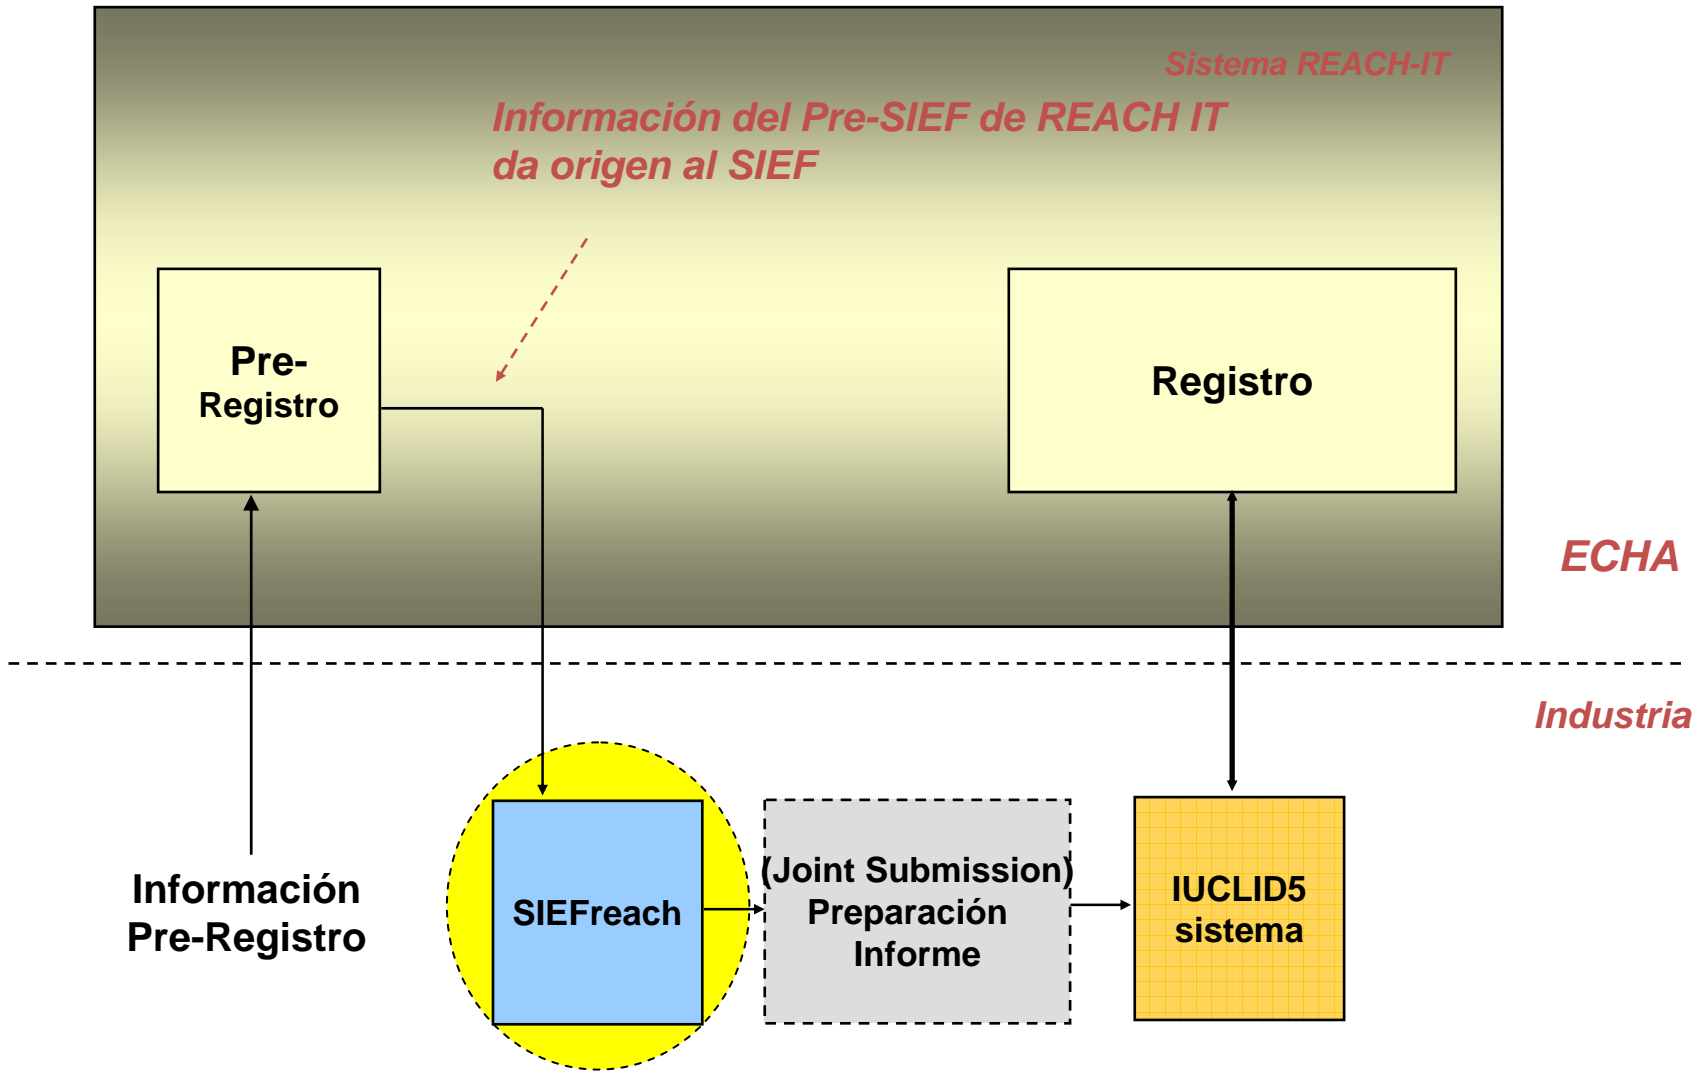 Sistema REACH-IT
Información del Pre-SIEF de REACH IT
da origen al SIEF
Pre-
Registro
Registro
ECHA
Industria
Información
Pre-Registro
SIEFreach
(Joint Submission)
Preparación
Informe
IUCLID5
sistema